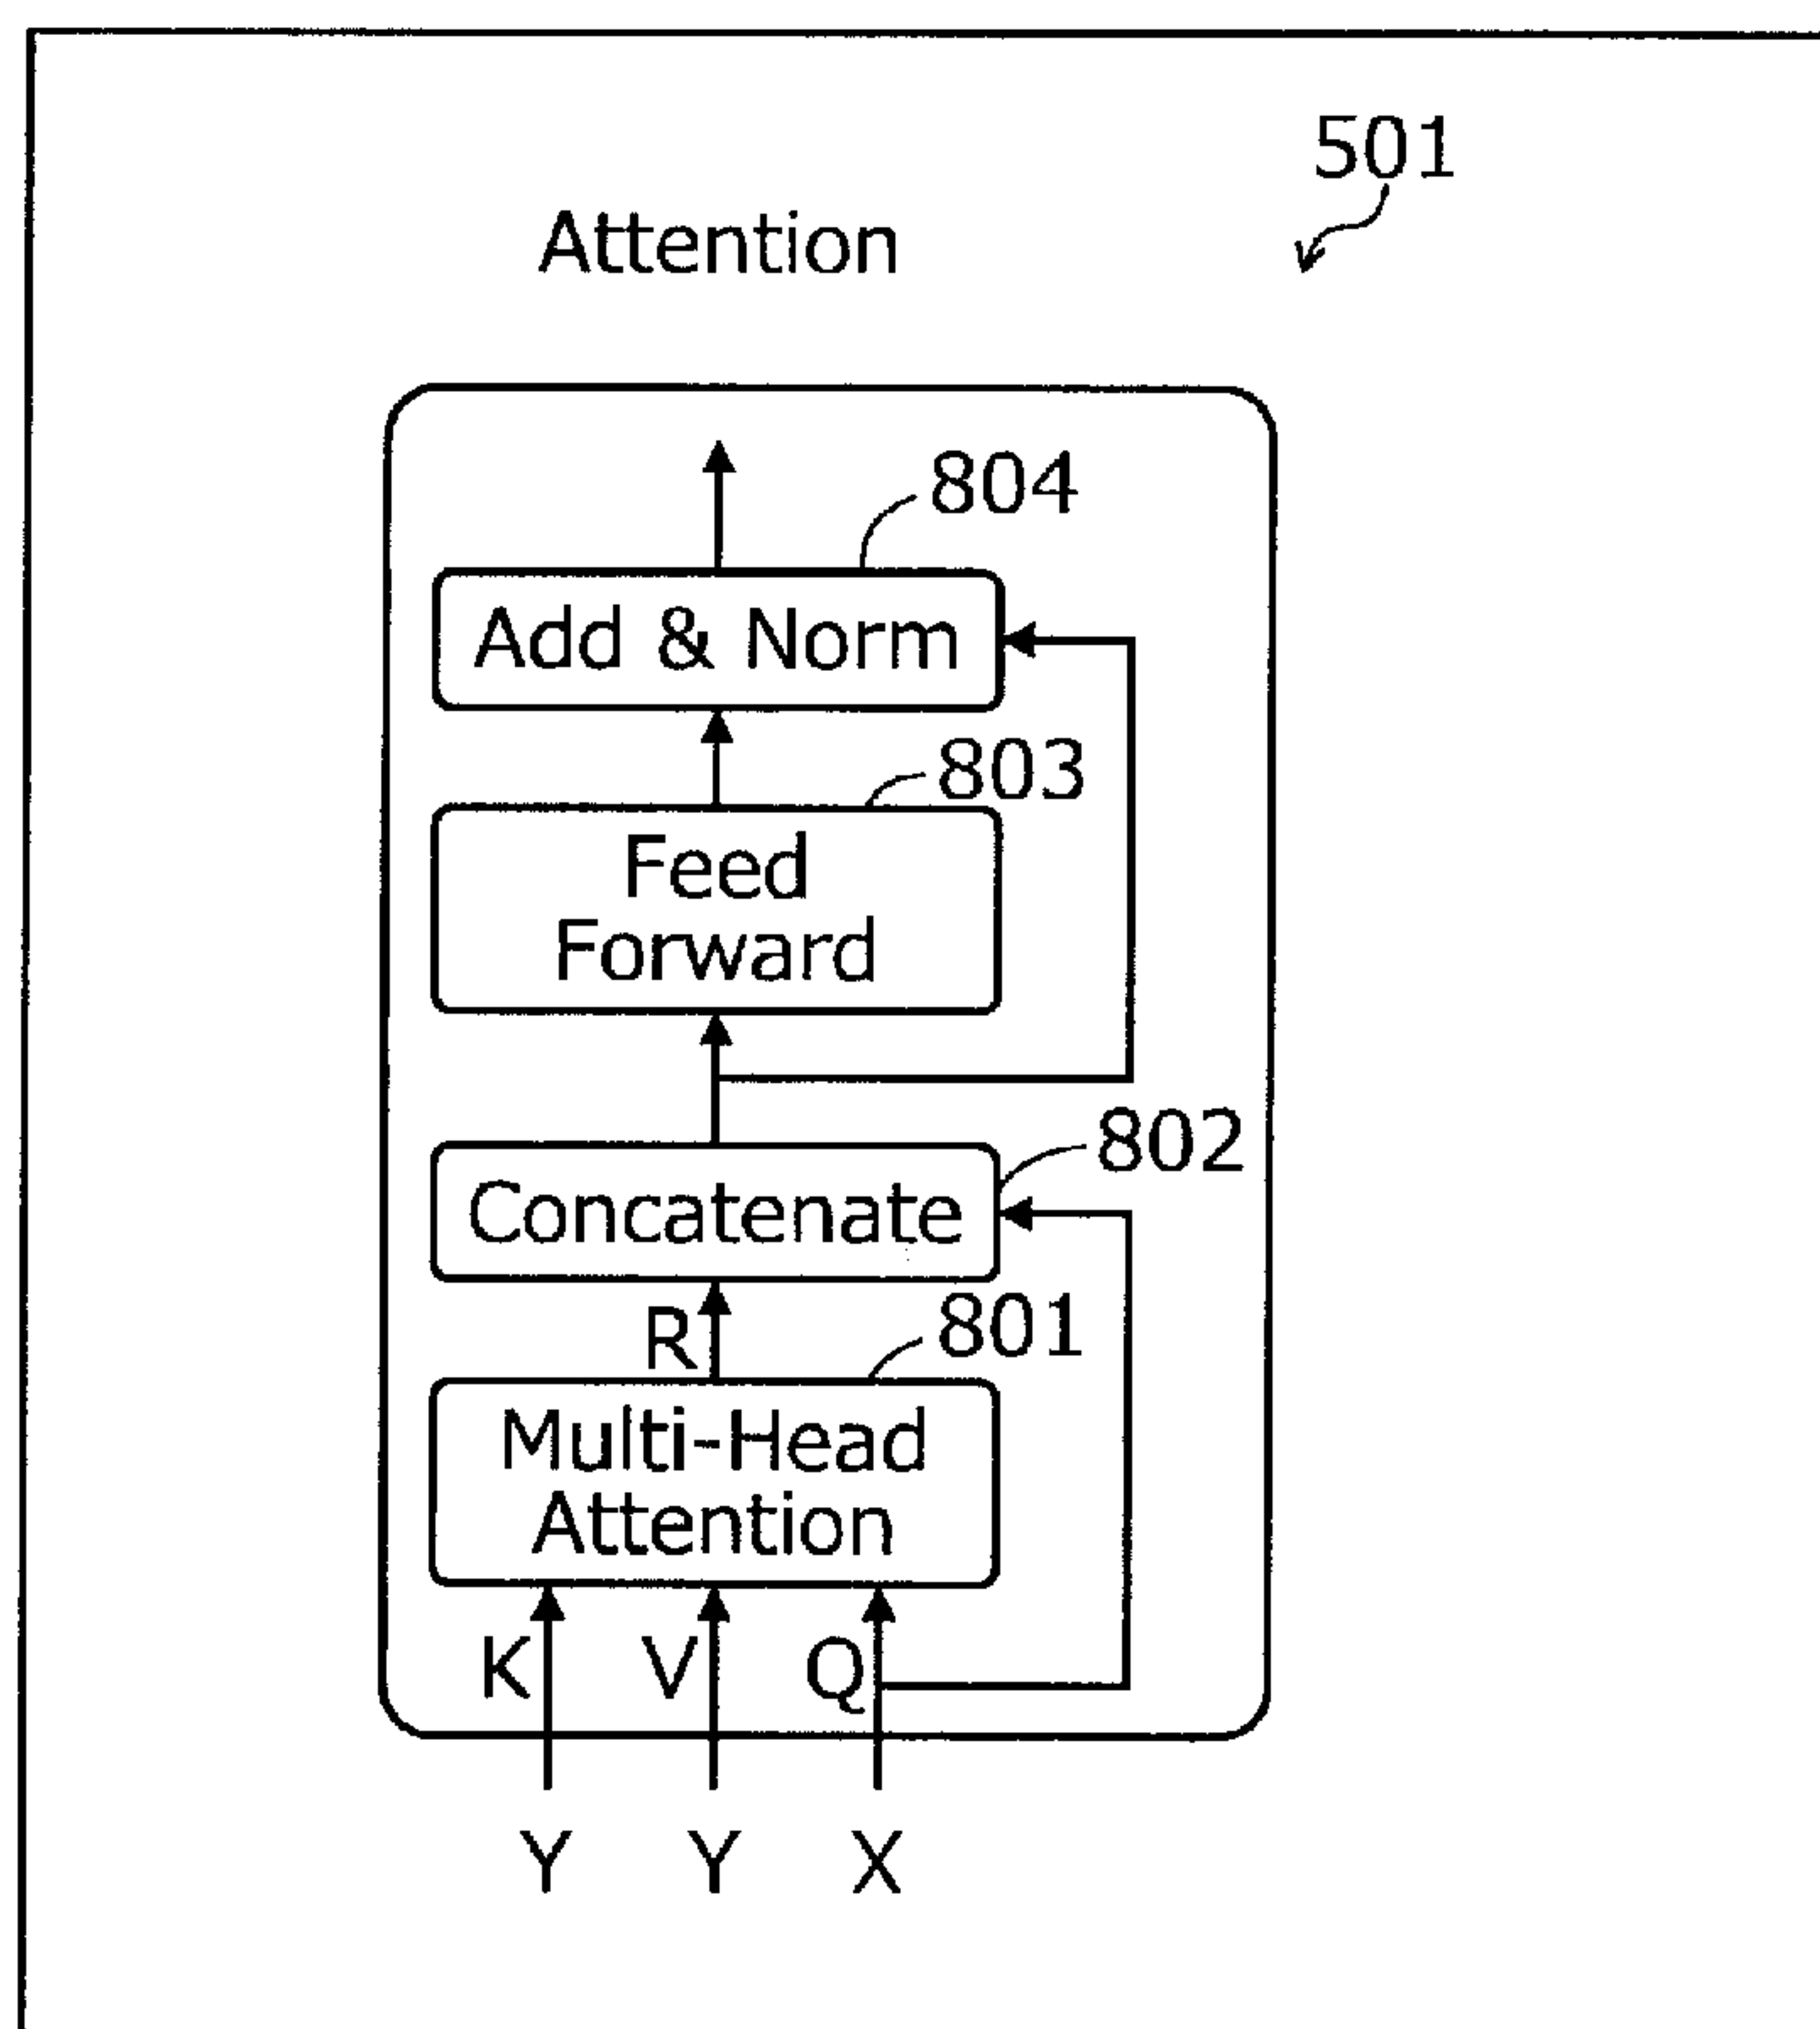 501
Attention
804
Add & Norm
803
Feed
Forward
802
Concatenate
R
801
Multi-Head
Attention
K V Q
Y Y X